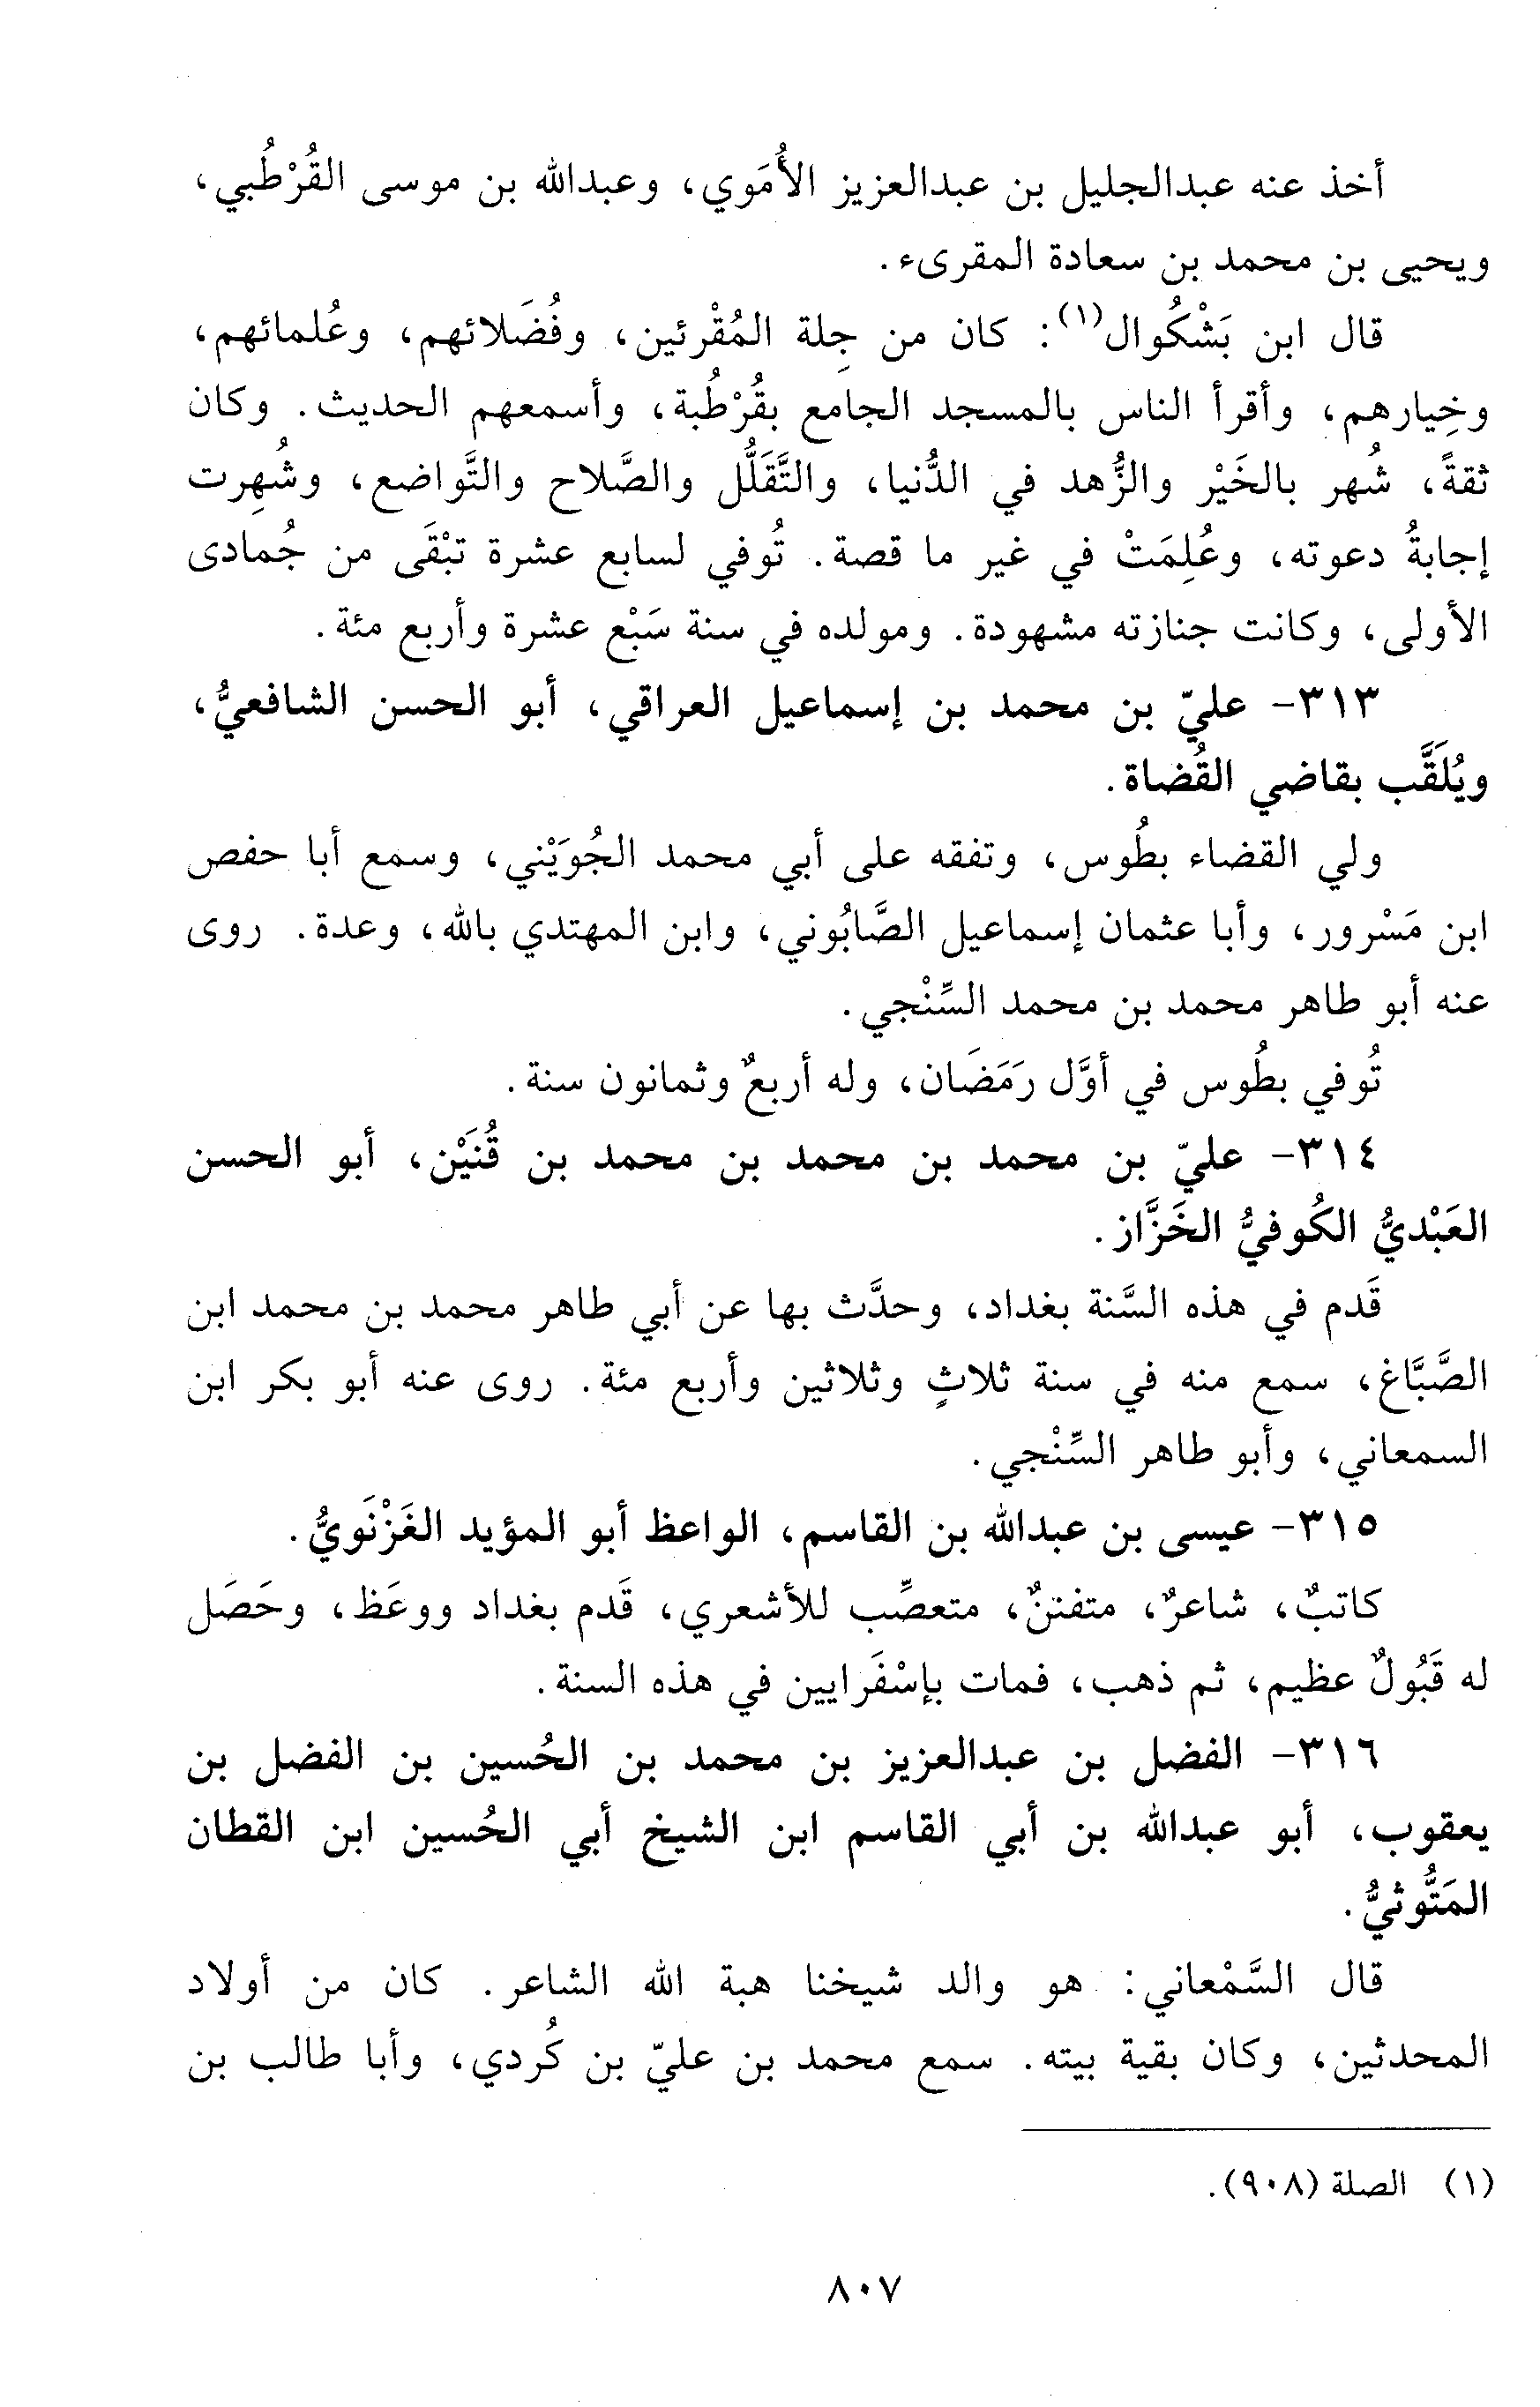 أخذ عنه عبدالجليل بن عبدالعزيز الأُمَوي، وعبدالله بن موسى القُرْطُبي،
ويحيى بن محمد بن سعادة المقرىء.
قال ابن بَشْكُوال(١): كان من جِلة المُقْرئين، وفُضَلائهم، وعُلمائهم،
وخِيارهم، وأقرأ الناس بالمسجد الجامع بقُرْطُبة، وأسمعهم الحديث. وكان
ثقةً، شُهر بالخَيْر والزُّهد في الدُّنيا، والتَّقَلُّل والصَّلاح والتَّواضع، وشُهِرت
إجابةُ دعوته، وعُلِمَتْ في غير ما قصة. تُوفي لسابع عشرة تبْقَى من جُمادى
الأولى، وكانت جنازته مشهودة. ومولده في سنة سَبْع عشرة وأربع مئة.
٣١٣- عليّ بن محمد بن إسماعيل العراقي، أبو الحسن الشافعيُّ،
ويُلَقَّب بقاضي القُضاة.
ولي القضاء بطُوس، وتفقه على أبي محمد الجُوَيْني، وسمع أبا حفص
ابن مَسْرور، وأبا عثمان إسماعيل الصَّابُوني، وابن المهتدي بالله، وعدة. روى
عنه أبو طاهر محمد بن محمد السِّنْجي.
تُوفي بطُوس في أوَّل رَمَضَان، وله أربعٌ وثمانون سنة.
٣١٤- عليّ بن محمد بن محمد بن محمد بن قُنَيْن، أبو الحسن
العَبْديُّ الكُوفيُّ الخَزَّاز.
قَدم في هذه السَّنة بغداد، وحدَّث بها عن أبي طاهر محمد بن محمد ابن
الصَّبَّاغ، سمع منه في سنة ثلاثٍ وثلاثين وأربع مئة. روى عنه أبو بكر ابن
السمعاني، وأبو طاهر السِّنْجي.
٣١٥- عيسى بن عبدالله بن القاسم، الواعظ أبو المؤيد الغَزْنَويُّ.
كاتبٌ، شاعرٌ، متفننٌ، متعصِّب للأشعري، قَدم بغداد ووعَظ، وحَصَل
له قَبُولٌ عظيم، ثم ذهب، فمات بإسْفَرايين في هذه السنة.
٣١٦- الفضل بن عبدالعزيز بن محمد بن الحُسين بن الفضل بن
يعقوب، أبو عبدالله بن أبي القاسم ابن الشيخ أبي الحُسين ابن القطان
المَتُّوثيُّ.
قال السَّمْعاني: هو والد شيخنا هبة الله الشاعر. كان من أولاد
المحدثين، وكان بقية بيته. سمع محمد بن عليّ بن كُردي، وأبا طالب بن
(١) الصلة (٩٠٨).
٨٠٧